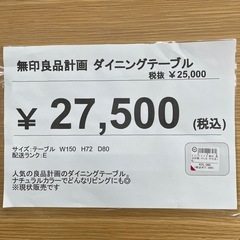 無印良品計画 ダイニングテーブル
税抜 ¥25,000
¥ 27,500 (税込)
サイズ:テーブル W150 H72 D80
配送ランク:E
人気の良品計画のダイニングテーブル。
ナチュラルカラーでどんなリビングにも◎
※現状販売です